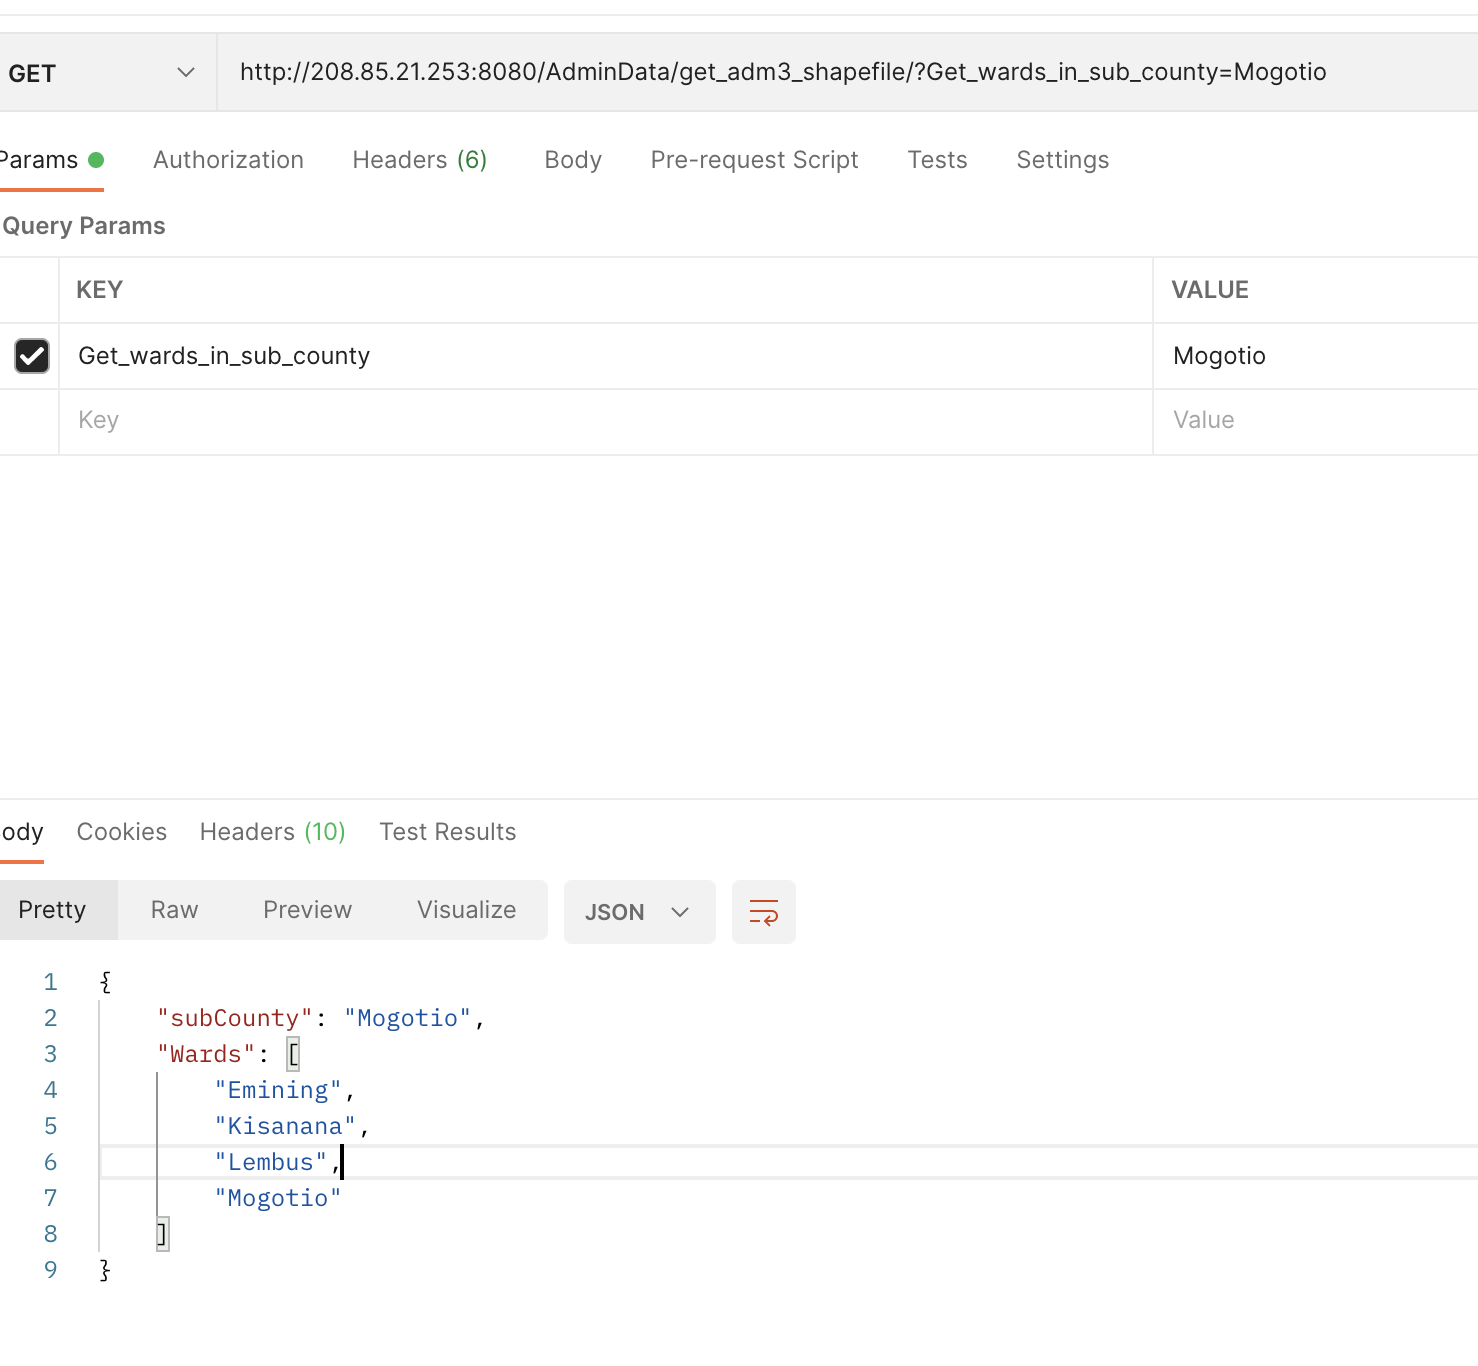 GET http://208.85.21.253:8080/AdminData/get_adm3_shapefile/?Get_wards_in_sub_county=Mogotio
Params Authorization Headers (6) Body Pre-request Script Tests Settings
Query Params
KEY VALUE
Get_wards_in_sub_county Mogotio
Key Value
ody Cookies Headers (10) Test Results
Pretty Raw Preview Visualize JSON
1 {
2 "subCounty": "Mogotio",
3 "Wards": [
4 "Emining",
5 "Kisanana",
6 "Lembus",
7 "Mogotio"
8 ]
9 }